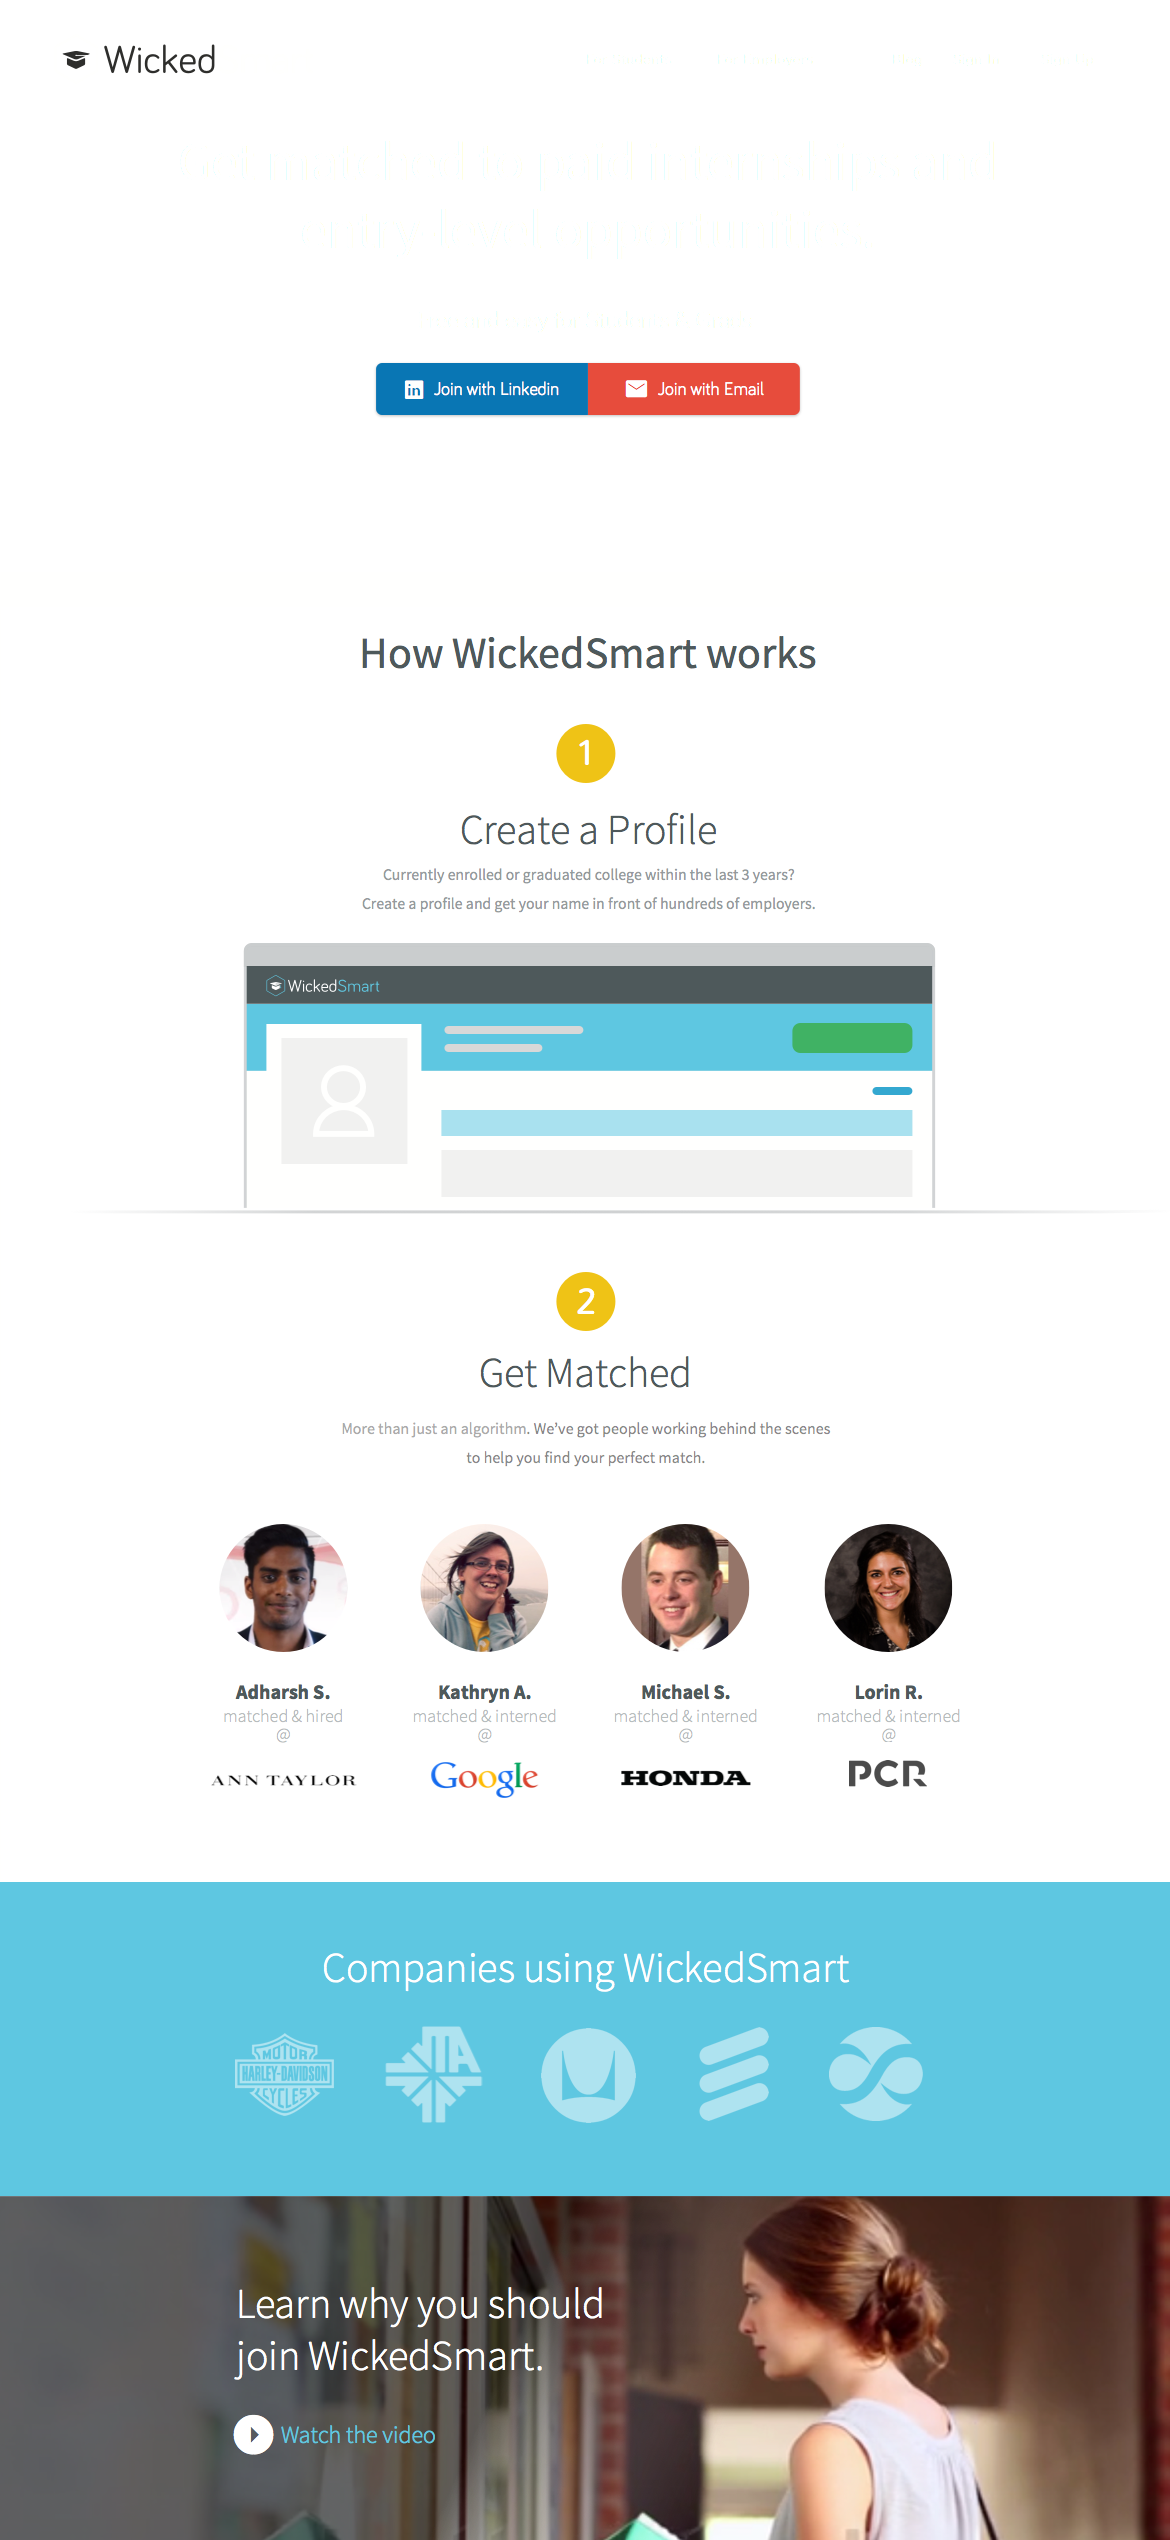 Wicked
Join with Linkedin
Join with Email
How WickedSmart works
1
Create a Profile
Currently enrolled or graduated college within the last 3 years?
Create a profile and get your name in front of hundreds of employers.
WickedSmart
2
Get Matched
More than just an algorithm. We've got people working behind the scenes
to help you find your perfect match.
Adharsh S.
matched & hired
@
ANN TAYLOR
Kathryn A.
matched & interned
@
Google
Michael S.
matched & interned
@
HONDA
Lorin R.
matched & interned
@
PCR
Companies using WickedSmart
MOTOR
HARLEY-DAVIDSON
CYCLES
Learn why you should
join WickedSmart.
Watch the video